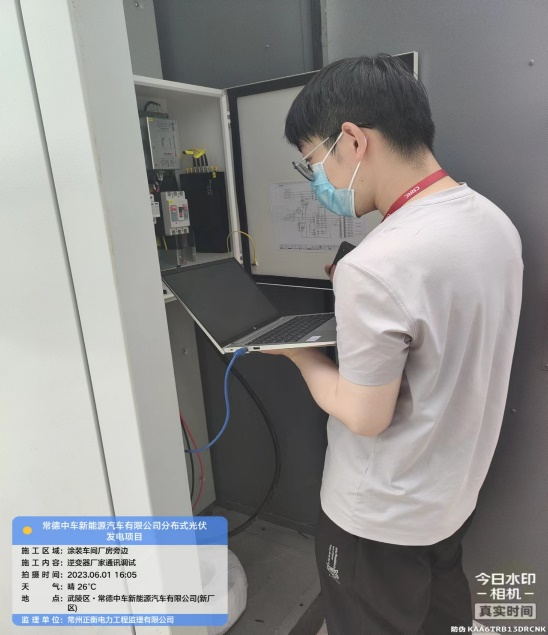 CRRC
常德中车新能源汽车有限公司分布式光伏
发电项目
施工区域：涂装车间厂房旁边
施工内容：逆变器厂家通讯调试
拍摄时间：2023.06.01 16:05
天 气：晴 26℃
地 点：武陵区·常德中车新能源汽车有限公司(新厂
区)
监理单位：常州正衡电力工程监理有限公司
今日水印
-相机-
真实时间
防伪 KAA6TRB13DRCNK